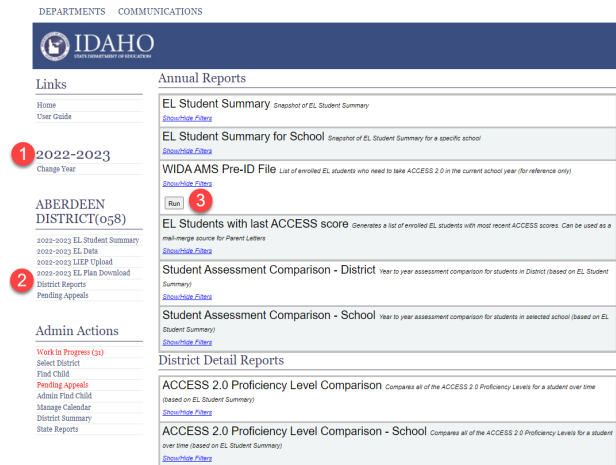 DEPARTMENTS COMMUNICATIONS
IDAHO
STATE DEPARTMENT OF EDUCATION
Links
Home
User Guide
1
2022-2023
Change Year
ABERDEEN
DISTRICT(058)
2022-2023 EL Student Summary
2022-2023 EL Data
2022-2023 LIEP Upload
2022-2023 EL Plan Download
2
District Reports
Pending Appeals
Admin Actions
Work in Progress (31)
Select District
Find Child
Pending Appeals
Admin Find Child
Manage Calendar
District Summary
State Reports
Annual Reports
EL Student Summary Snapshot of EL Student Summary
Show/Hide Filters
EL Student Summary for School Snapshot of EL Student Summary for a specific school
Show/Hide Filters
WIDA AMS Pre-ID File List of enrolled EL students who need to take ACCESS 2.0 in the current school year (for reference only)
Show/Hide Filters
Run 3
EL Students with last ACCESS score Generates a list of enrolled EL students with most recent ACCESS scores. Can be used as a
mail-merge source for Parent Letters
Show/Hide Filters
Student Assessment Comparison - District Year to year assessment comparison for students in District (based on EL Student
Summary)
Show/Hide Filters
Student Assessment Comparison - School Year to year assessment comparison for students in selected school (based on EL
Student Summary)
Show/Hide Filters
District Detail Reports
ACCESS 2.0 Proficiency Level Comparison Compares all of the ACCESS 2.0 Proficiency Levels for a student over time
(based on EL Student Summary)
Show/Hide Filters
ACCESS 2.0 Proficiency Level Comparison - School Compares all of the ACCESS 2.0 Proficiency Levels for a student
over time (based on EL Student Summary)
Show/Hide Filters